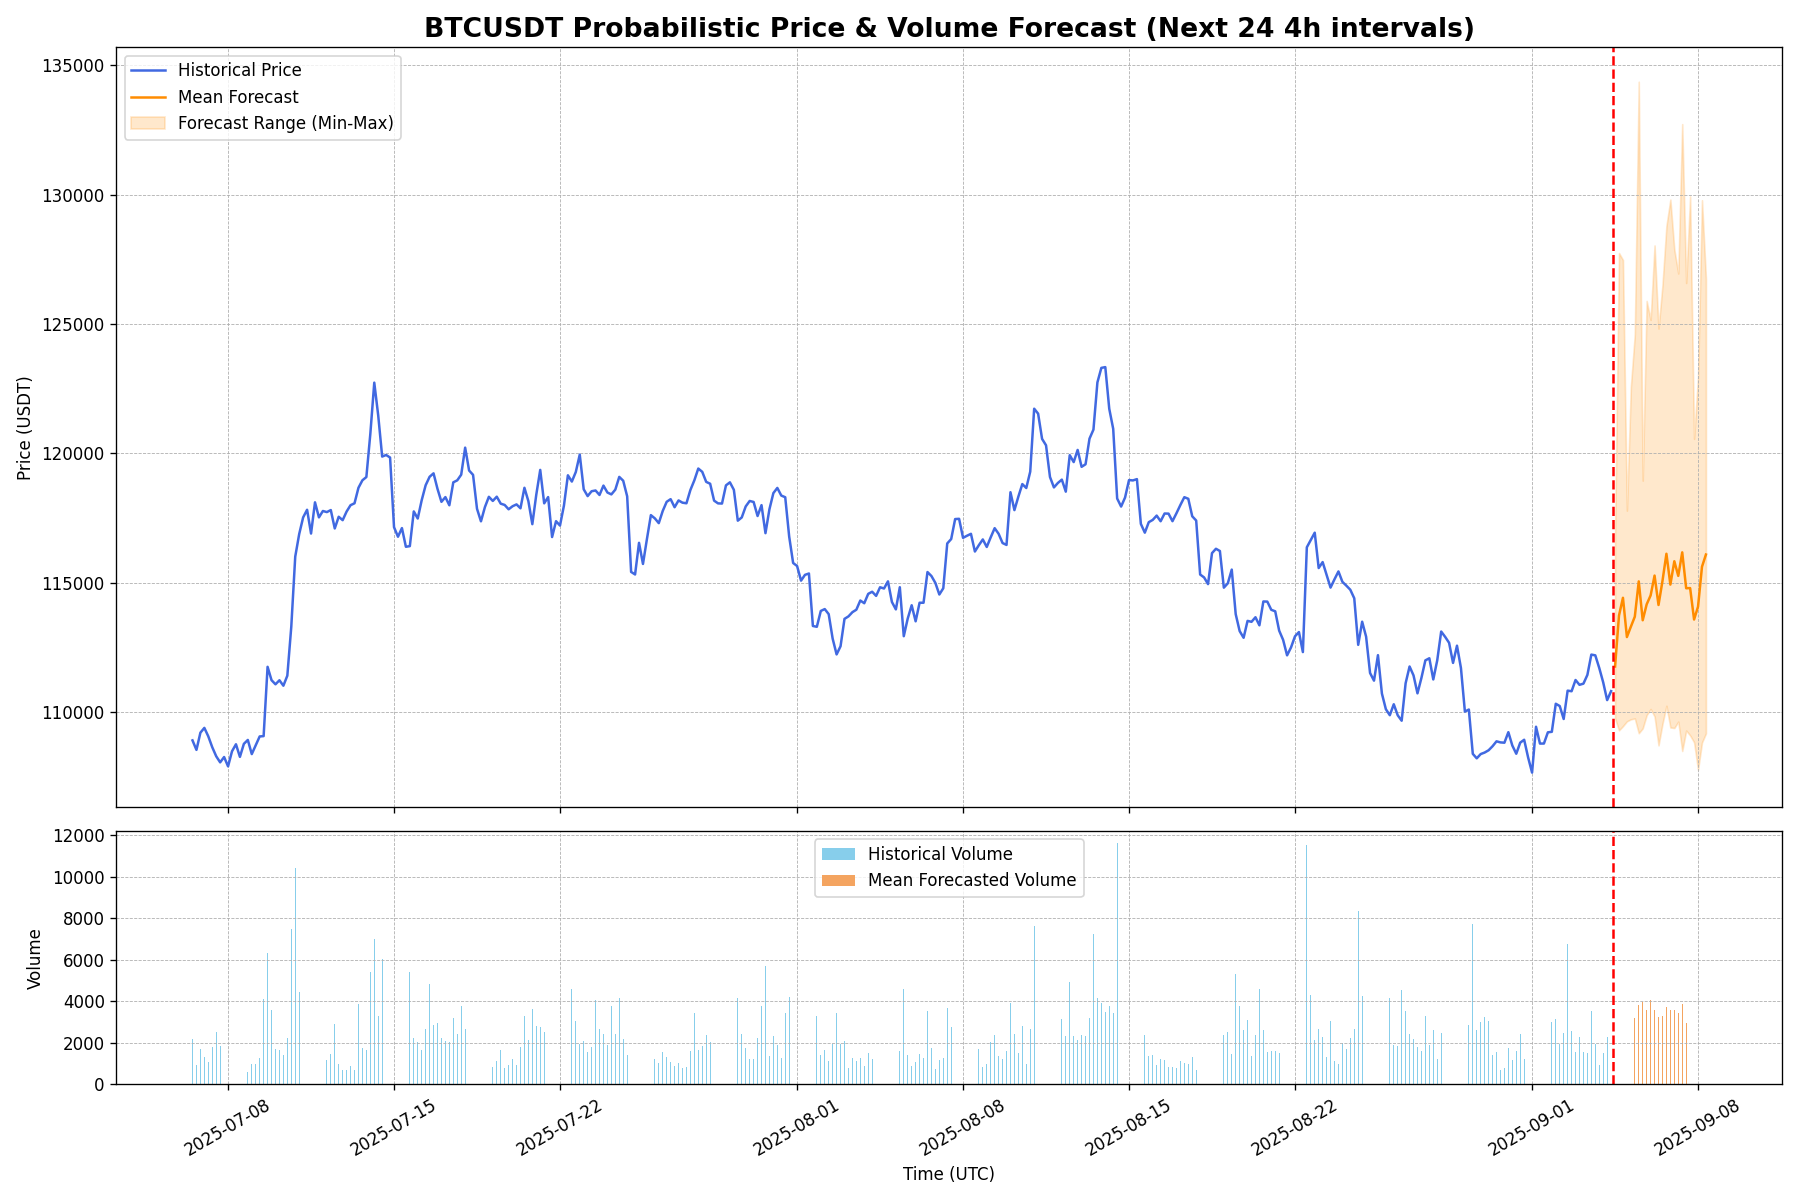 BTCUSDT Probabilistic Price & Volume Forecast (Next 24 4h intervals)
Historical Price
Mean Forecast
Forecast Range (Min-Max)
Price (USDT)
135000
130000
125000
120000
115000
110000
Historical Volume
Mean Forecasted Volume
Volume
12000
10000
8000
6000
4000
2000
0
2025-07-08
2025-07-15
2025-07-22
2025-08-01
2025-08-08
2025-08-15
2025-08-22
2025-09-01
2025-09-08
Time (UTC)